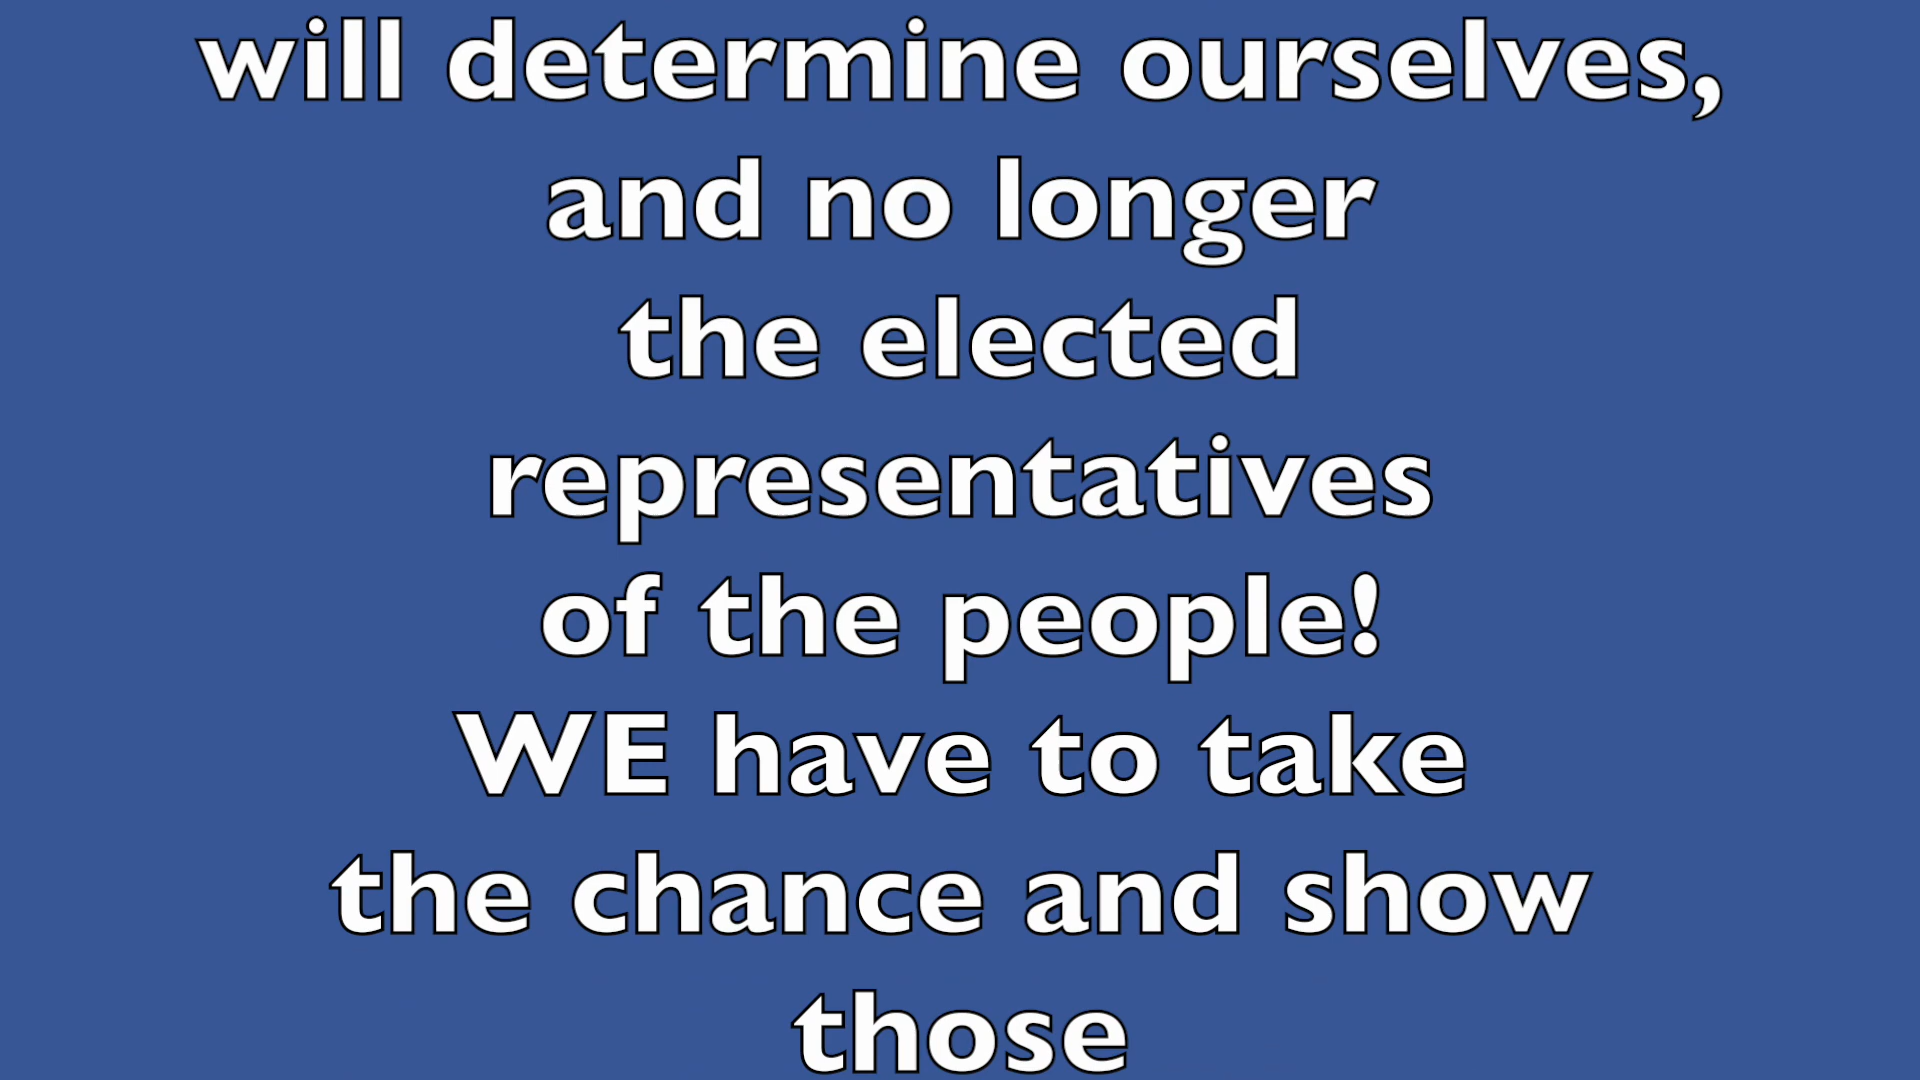 will determine ourselves,
and no longer
the elected
representatives
of the people!
WE have to take
the chance and show
those